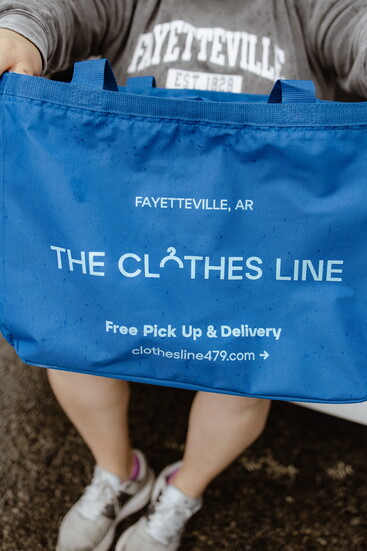 FAYETTEVILLE
EST 1828
FAYETTEVILLE, AR
THE CLOTHES LINE
Free Pick Up & Delivery
clothesline479.com →